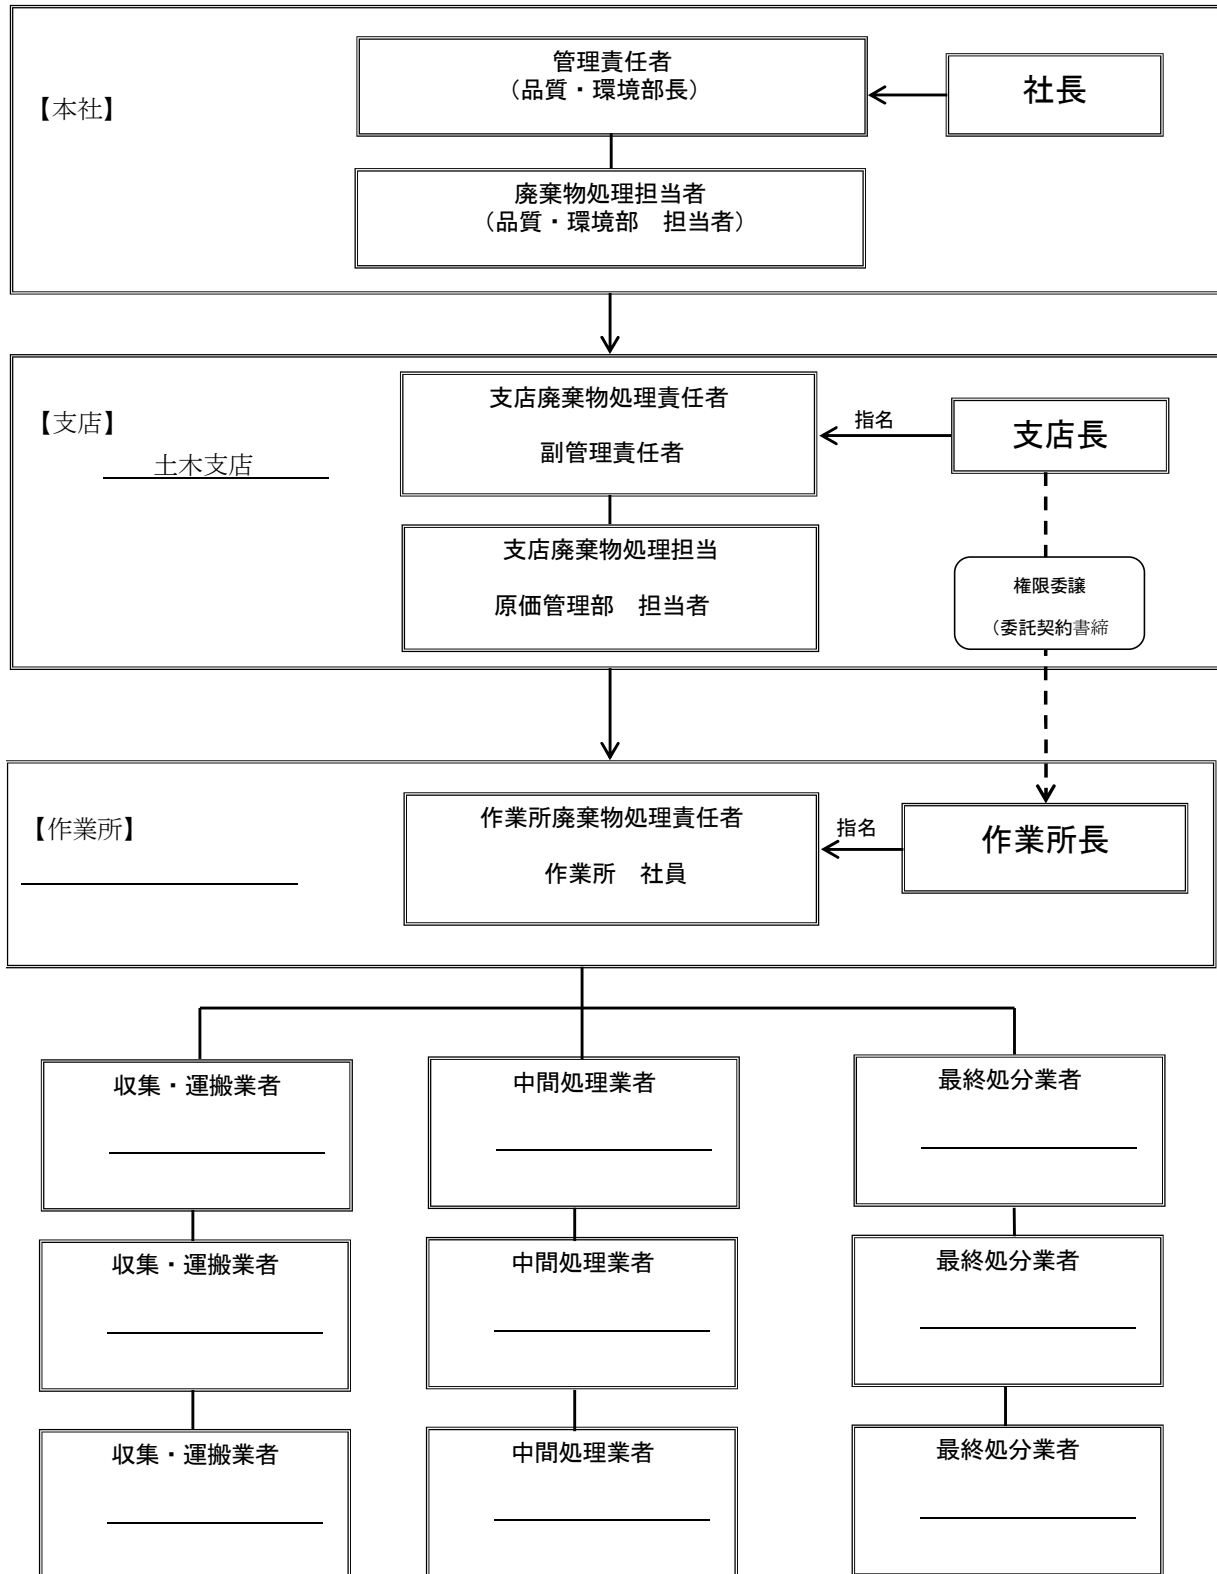 【本社】
管理責任者
（品質・環境部長）
社長
廃棄物処理担当者
（品質・環境部　担当者）
【支店】
土木支店
支店廃棄物処理責任者
副管理責任者
指名
支店長
支店廃棄物処理担当
原価管理部　担当者
権限委譲
（委託契約書締
【作業所】
作業所廃棄物処理責任者
作業所　社員
指名
作業所長
収集・運搬業者
中間処理業者
最終処分業者
収集・運搬業者
中間処理業者
最終処分業者
収集・運搬業者
中間処理業者
最終処分業者